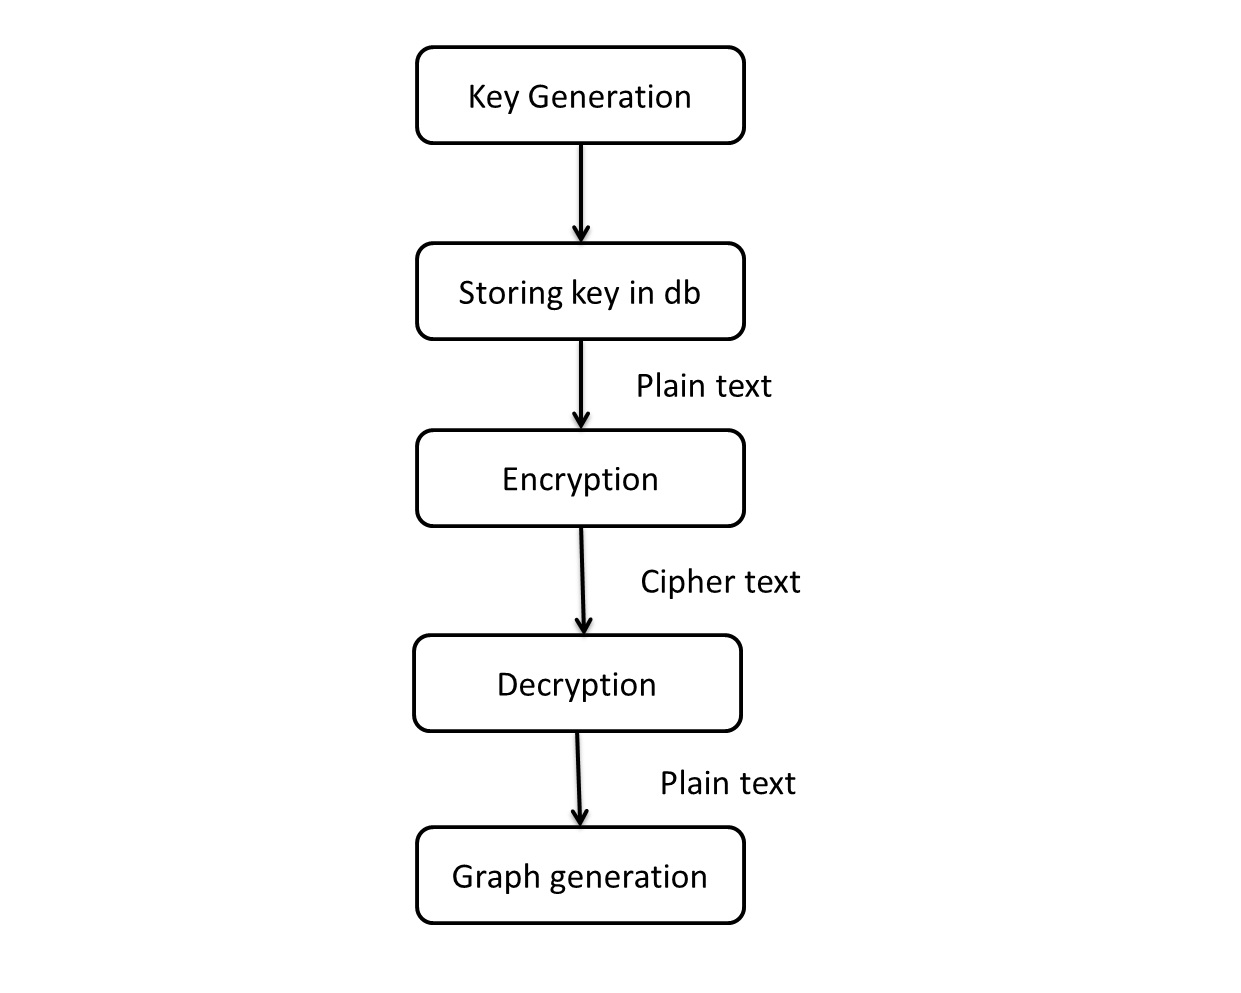 Key Generation
Storing key in db
Plain text
Encryption
Cipher text
Decryption
Plain text
Graph generation